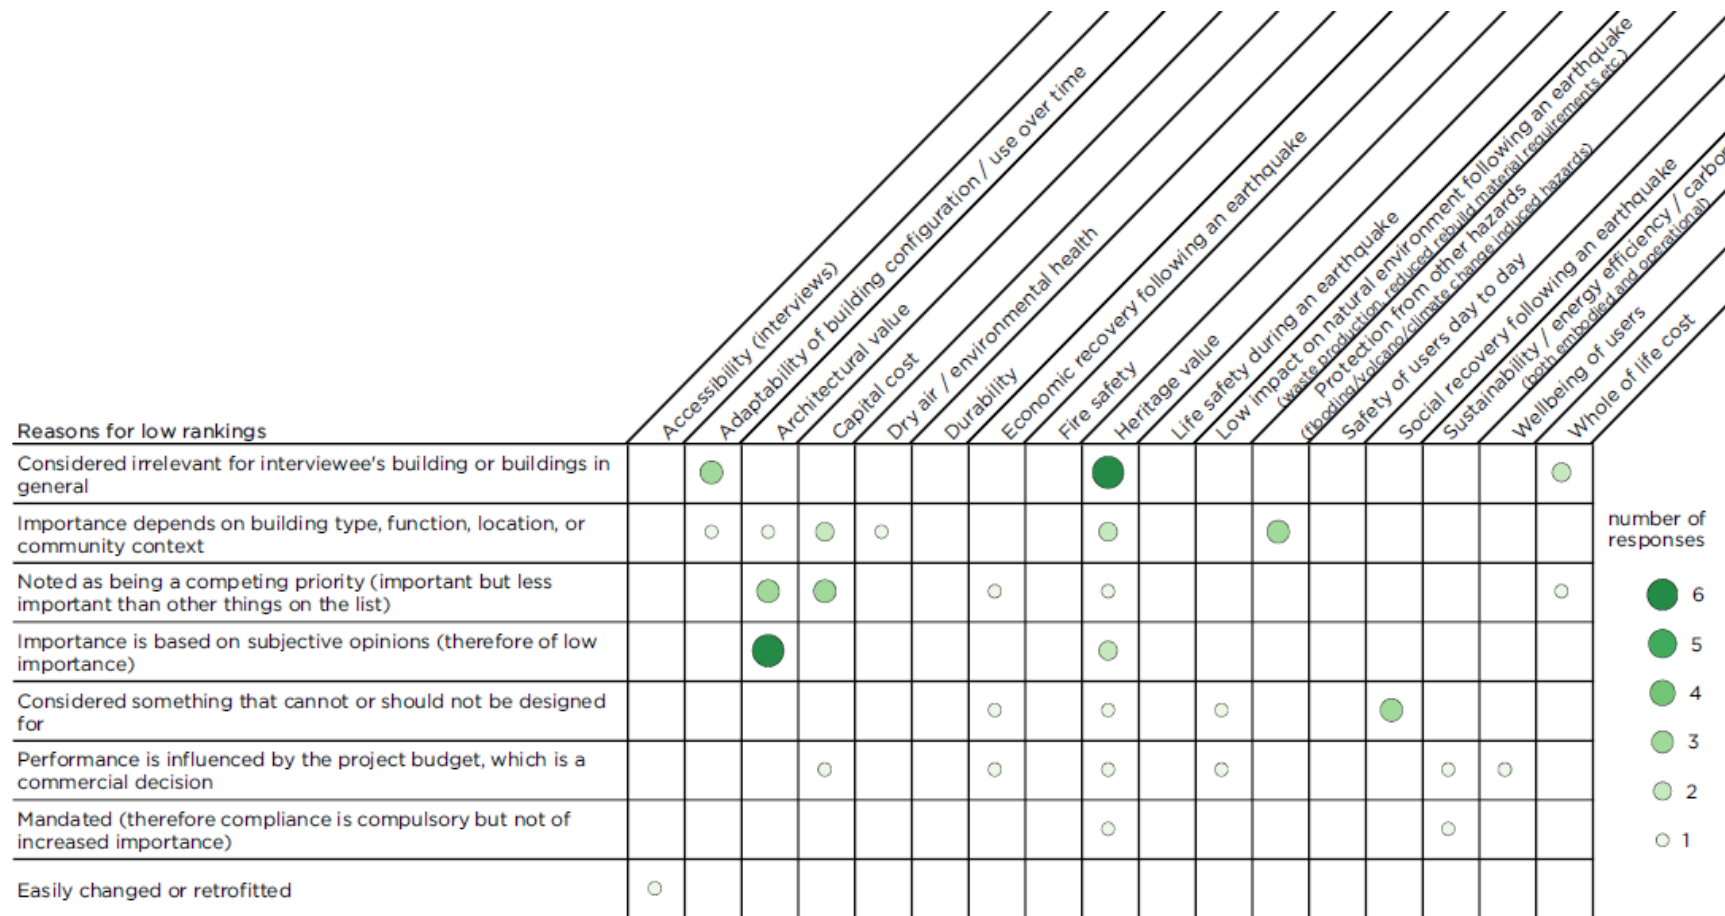 Accessibility (interviews)
Adaptability of building configuration / use over time
Architectural value
Capital cost
Dry air / environmental health
Durability
Economic recovery following an earthquake
Fire safety
Heritage value
Life safety during an earthquake
Low impact on natural environment following an earthquake
(waste production, reduced rebuild material requirements etc.)
Protection from other hazards
(flooding/volcano/climate change induced hazards)
Safety of users day to day
Social recovery following an earthquake
Sustainability / energy efficiency / carbon
(both embodied and operational)
Wellbeing of users
Whole of life cost
Reasons for low rankings
Considered irrelevant for interviewee's building or buildings in
general
Importance depends on building type, function, location, or
community context
Noted as being a competing priority (important but less
important than other things on the list)
Importance is based on subjective opinions (therefore of low
importance)
Considered something that cannot or should not be designed
for
Performance is influenced by the project budget, which is a
commercial decision
Mandated (therefore compliance is compulsory but not of
increased importance)
Easily changed or retrofitted
number of
responses
6
5
4
3
2
1